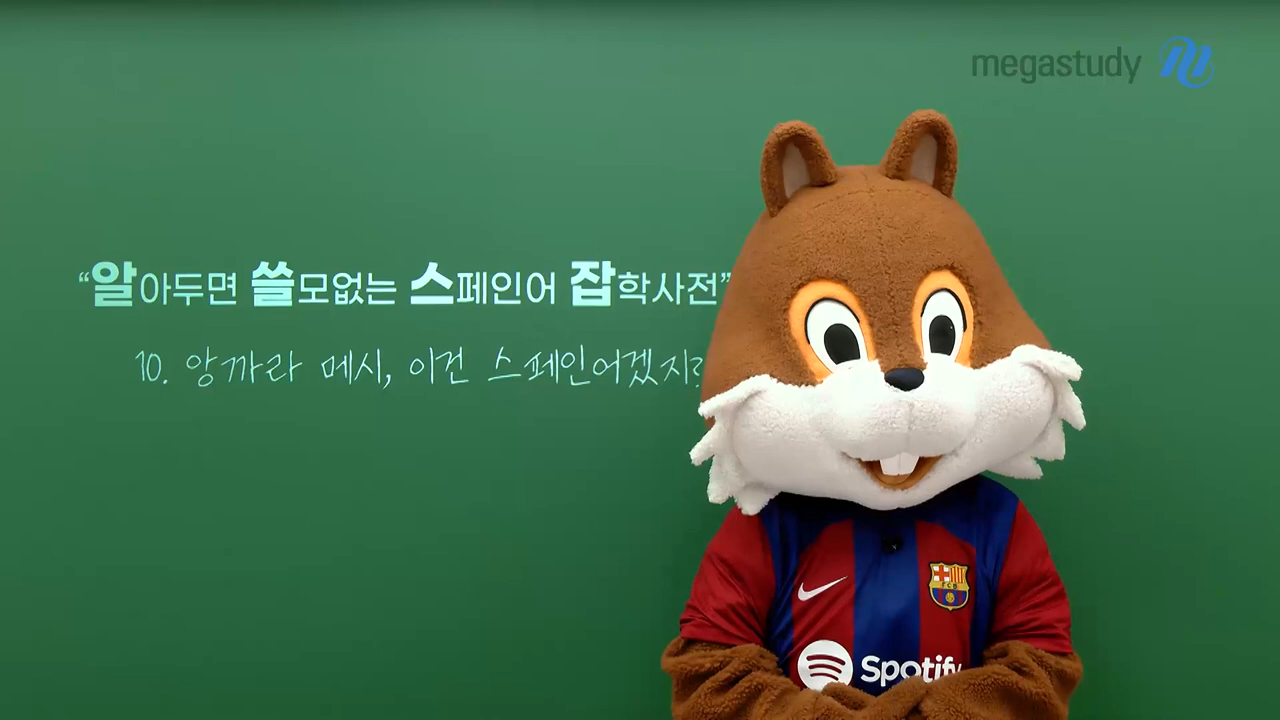 megastudy
“알아두면 쓸모없는 스페인어 잡학사전”
10. 앙까라 메시, 이건 스페인어겠지?
FCB
Spotify